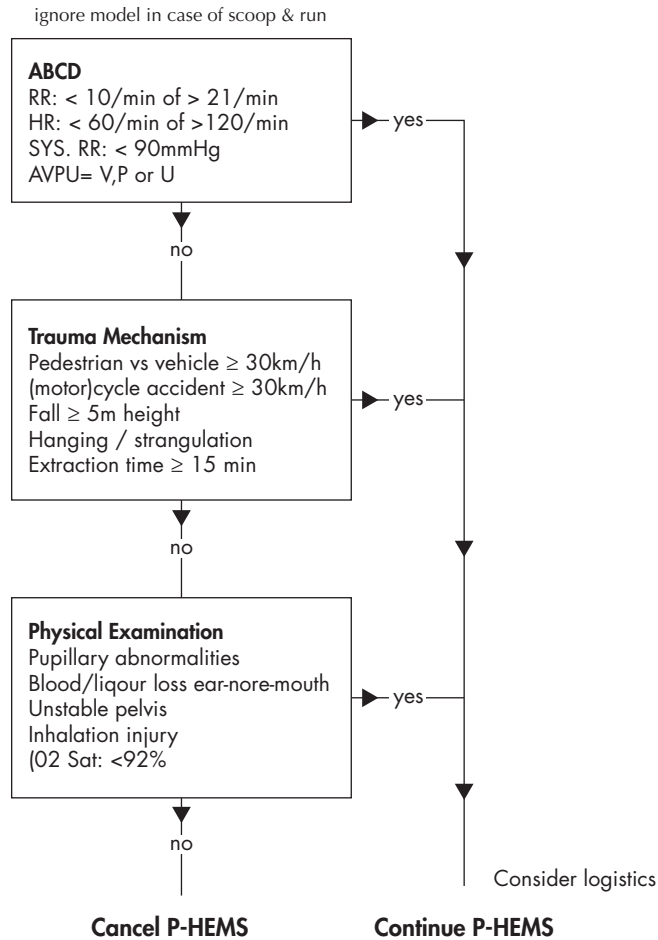 ignore model in case of scoop & run
ABCD
RR: < 10/min of > 21/min
HR: < 60/min of >120/min
SYS. RR: < 90mmHg
AVPU= V,P or U
yes
no
Trauma Mechanism
Pedestrian vs vehicle ≥ 30km/h
(motor)cycle accident ≥ 30km/h
Fall ≥ 5m height
Hanging / strangulation
Extraction time ≥ 15 min
yes
no
Physical Examination
Pupillary abnormalities
Blood/liqour loss ear-nore-mouth
Unstable pelvis
Inhalation injury
(02 Sat: <92%
yes
no
Consider logistics
Cancel P-HEMS
Continue P-HEMS